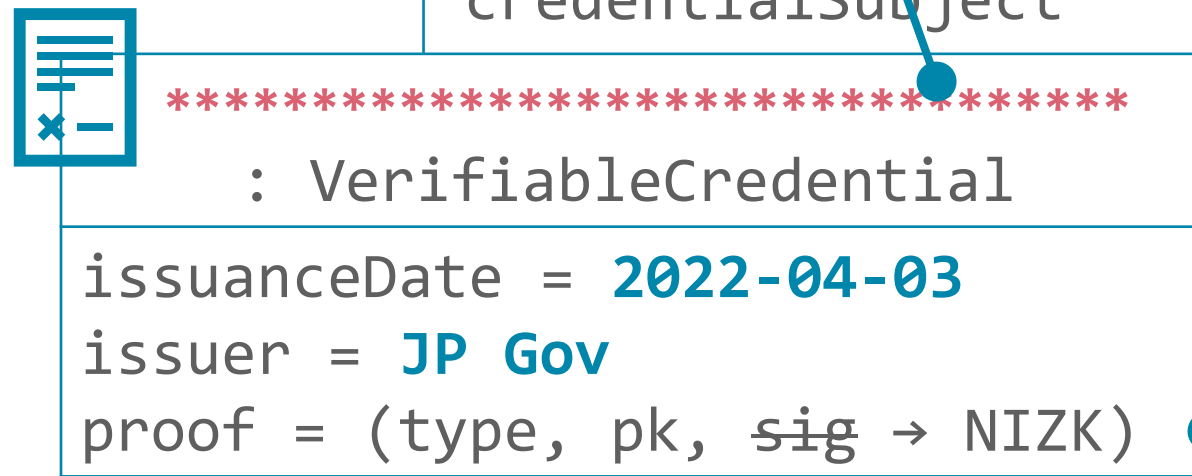 credentialSubject
*********************************
: VerifiableCredential
issuanceDate = 2022-04-03
issuer = JP Gov
proof = (type, pk, sig → NIZK)